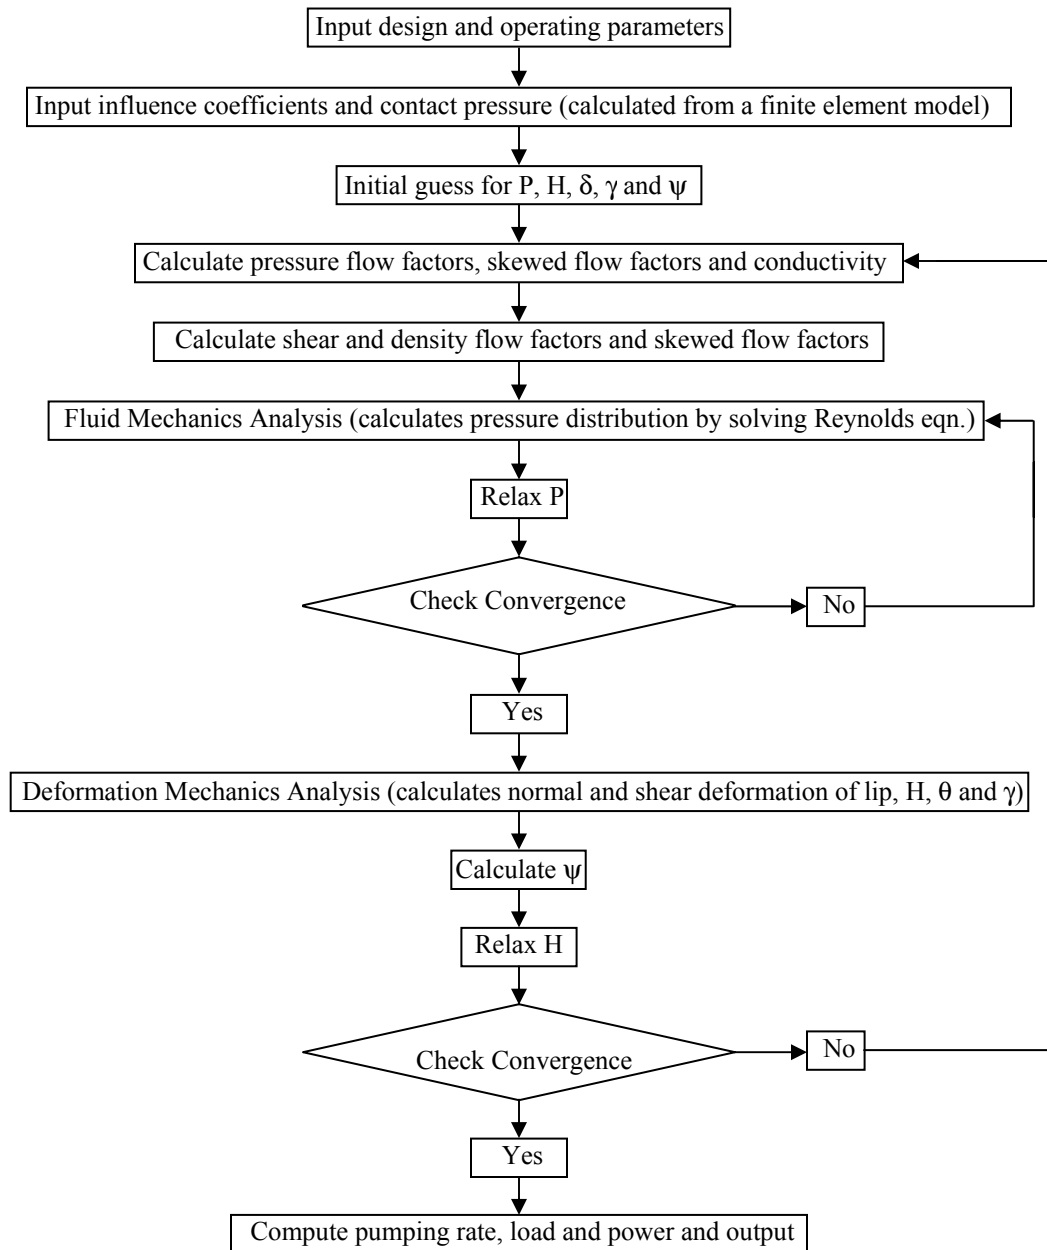 Input design and operating parameters
Input influence coefficients and contact pressure (calculated from a finite element model)
Initial guess for P, H, δ, γ and ψ
Calculate pressure flow factors, skewed flow factors and conductivity
Calculate shear and density flow factors and skewed flow factors
Fluid Mechanics Analysis (calculates pressure distribution by solving Reynolds eqn.)
Relax P
Check Convergence
No
Yes
Deformation Mechanics Analysis (calculates normal and shear deformation of lip, H, θ and γ)
Calculate ψ
Relax H
Check Convergence
No
Yes
Compute pumping rate, load and power and output